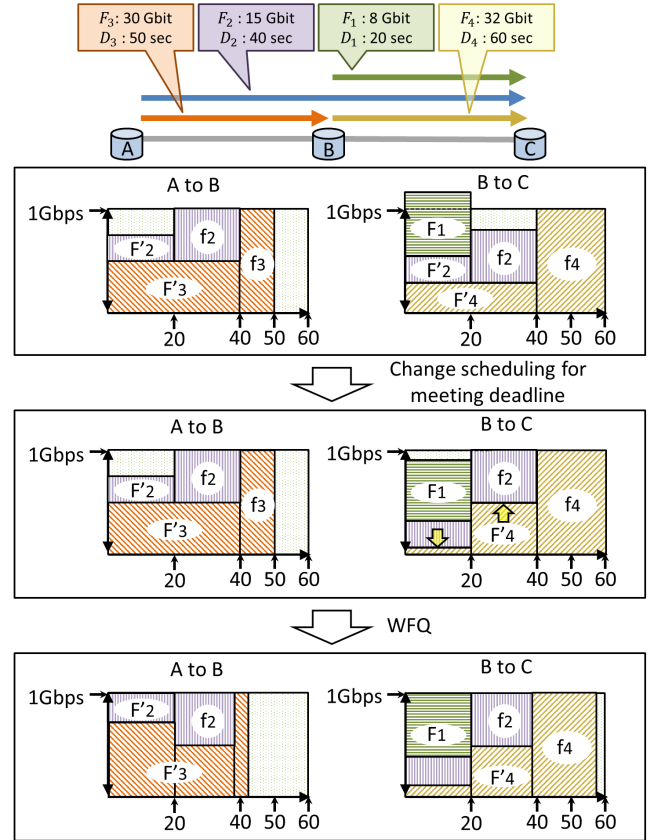 F₃: 30 Gbit
D₃ : 50 sec
F₂ : 15 Gbit
D₂ : 40 sec
F₁ : 8 Gbit
D₁ : 20 sec
F₄: 32 Gbit
D₄ : 60 sec
A
B
C
A to B
B to C
1Gbps
F'2
f2
F'3
f3
20
40
50
60
1Gbps
F1
F'2
f2
F'4
f4
20
40
50
60
Change scheduling for
meeting deadline
A to B
B to C
1Gbps
F'2
f2
F'3
f3
20
40
50
60
1Gbps
F1
f2
F'4
f4
20
40
50
60
WFQ
A to B
B to C
1Gbps
F'2
f2
F'3
20
40
50
60
1Gbps
F1
f2
F'4
f4
20
40
50
60